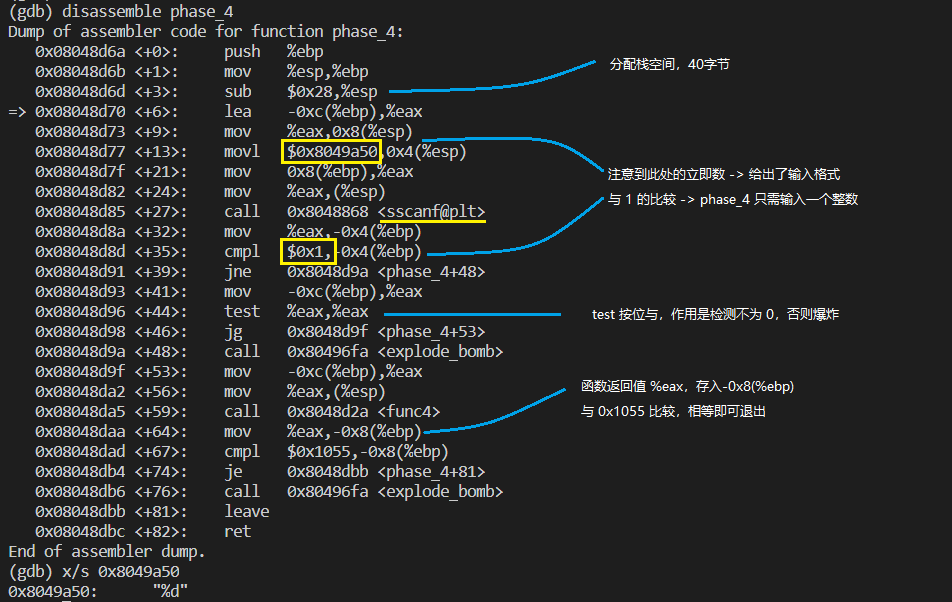 (gdb) disassemble phase_4
Dump of assembler code for function phase_4:
0x08048d6a <+0>: push %ebp
0x08048d6b <+1>: mov %esp,%ebp
0x08048d6d <+3>: sub $0x28,%esp
分配栈空间，40字节
=> 0x08048d70 <+6>: lea -0xc(%ebp),%eax
0x08048d73 <+9>: mov %eax,0x8(%esp)
0x08048d77 <+13>: movl $0x8049a50,0x4(%esp)
0x08048d7f <+21>: mov 0x8(%ebp),%eax
注意到此处的立即数 -> 给出了输入格式
0x08048d82 <+24>: mov %eax,(%esp)
与 1 的比较 -> phase_4 只需输入一个整数
0x08048d85 <+27>: call 0x8048868 <sscanf@plt>
0x08048d8a <+32>: mov %eax,-0x4(%ebp)
0x08048d8d <+35>: cmpl $0x1,-0x4(%ebp)
0x08048d91 <+39>: jne 0x8048d9a <phase_4+48>
0x08048d93 <+41>: mov -0xc(%ebp),%eax
0x08048d96 <+44>: test %eax,%eax
test 按位与，作用是检测不为 0，否则爆炸
0x08048d98 <+46>: jg 0x8048d9f <phase_4+53>
0x08048d9a <+48>: call 0x80496fa <explode_bomb>
0x08048d9f <+53>: mov -0xc(%ebp),%eax
函数返回值 %eax，存入-0x8(%ebp)
0x08048da2 <+56>: mov %eax,(%esp)
与 0x1055 比较，相等即可退出
0x08048da5 <+59>: call 0x8048d2a <func4>
0x08048daa <+64>: mov %eax,-0x8(%ebp)
0x08048dad <+67>: cmpl $0x1055,-0x8(%ebp)
0x08048db4 <+74>: je 0x8048dbb <phase_4+81>
0x08048db6 <+76>: call 0x80496fa <explode_bomb>
0x08048dbb <+81>: leave
0x08048dbc <+82>: ret
End of assembler dump.
(gdb) x/s 0x8049a50
0x8049a50: "%d"